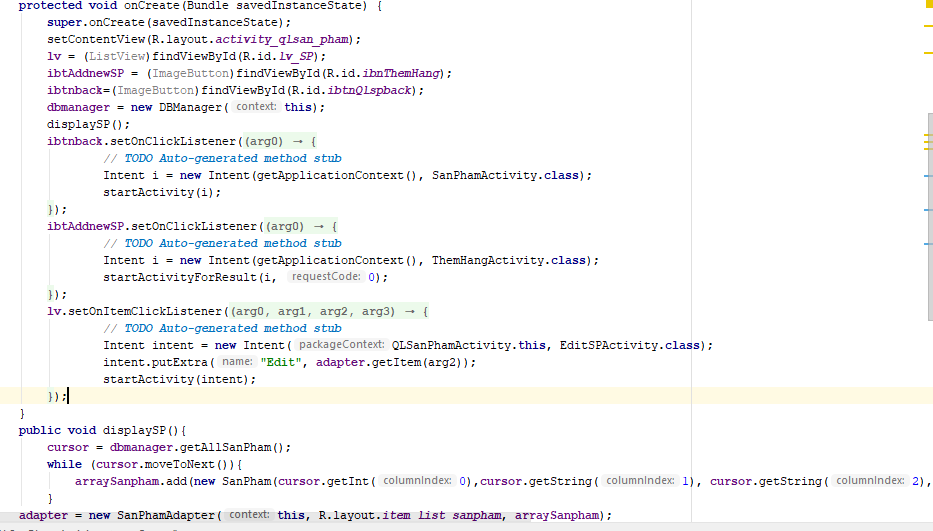 protected void onCreate(Bundle savedInstanceState) {
super.onCreate(savedInstanceState);
setContentView(R.layout.activity_qlsan_pham);
lv = (ListView)findViewById(R.id.lv_SP);
ibtAddnewSP = (ImageButton)findViewById(R.id.ibnThemHang);
ibtnback=(ImageButton)findViewById(R.id.ibtnQlspback);
dbmanager = new DBManager( context: this);
displaySP();
ibtnback.setOnClickListener((arg0) → {
// TODO Auto-generated method stub
Intent i = new Intent(getApplicationContext(), SanPhamActivity.class);
startActivity(i);
});
ibtAddnewSP.setOnClickListener((arg0) → {
// TODO Auto-generated method stub
Intent i = new Intent(getApplicationContext(), ThemHangActivity.class);
startActivityForResult(i, requestCode: 0);
});
lv.setOnItemClickListener((arg0, arg1, arg2, arg3) → {
// TODO Auto-generated method stub
Intent intent = new Intent( packageContext: QLSanPhamActivity.this, EditSPActivity.class);
intent.putExtra( name: "Edit", adapter.getItem(arg2));
startActivity(intent);
});
}
public void displaySP(){
cursor = dbmanager.getAllSanPham();
while (cursor.moveToNext()){
arraySanpham.add(new SanPham(cursor.getInt( columnIndex: 0),cursor.getString( columnIndex: 1), cursor.getString( columnIndex: 2),
}
adapter = new SanPhamAdapter( context: this, R.layout.item_list_sanpham, arraySanpham);